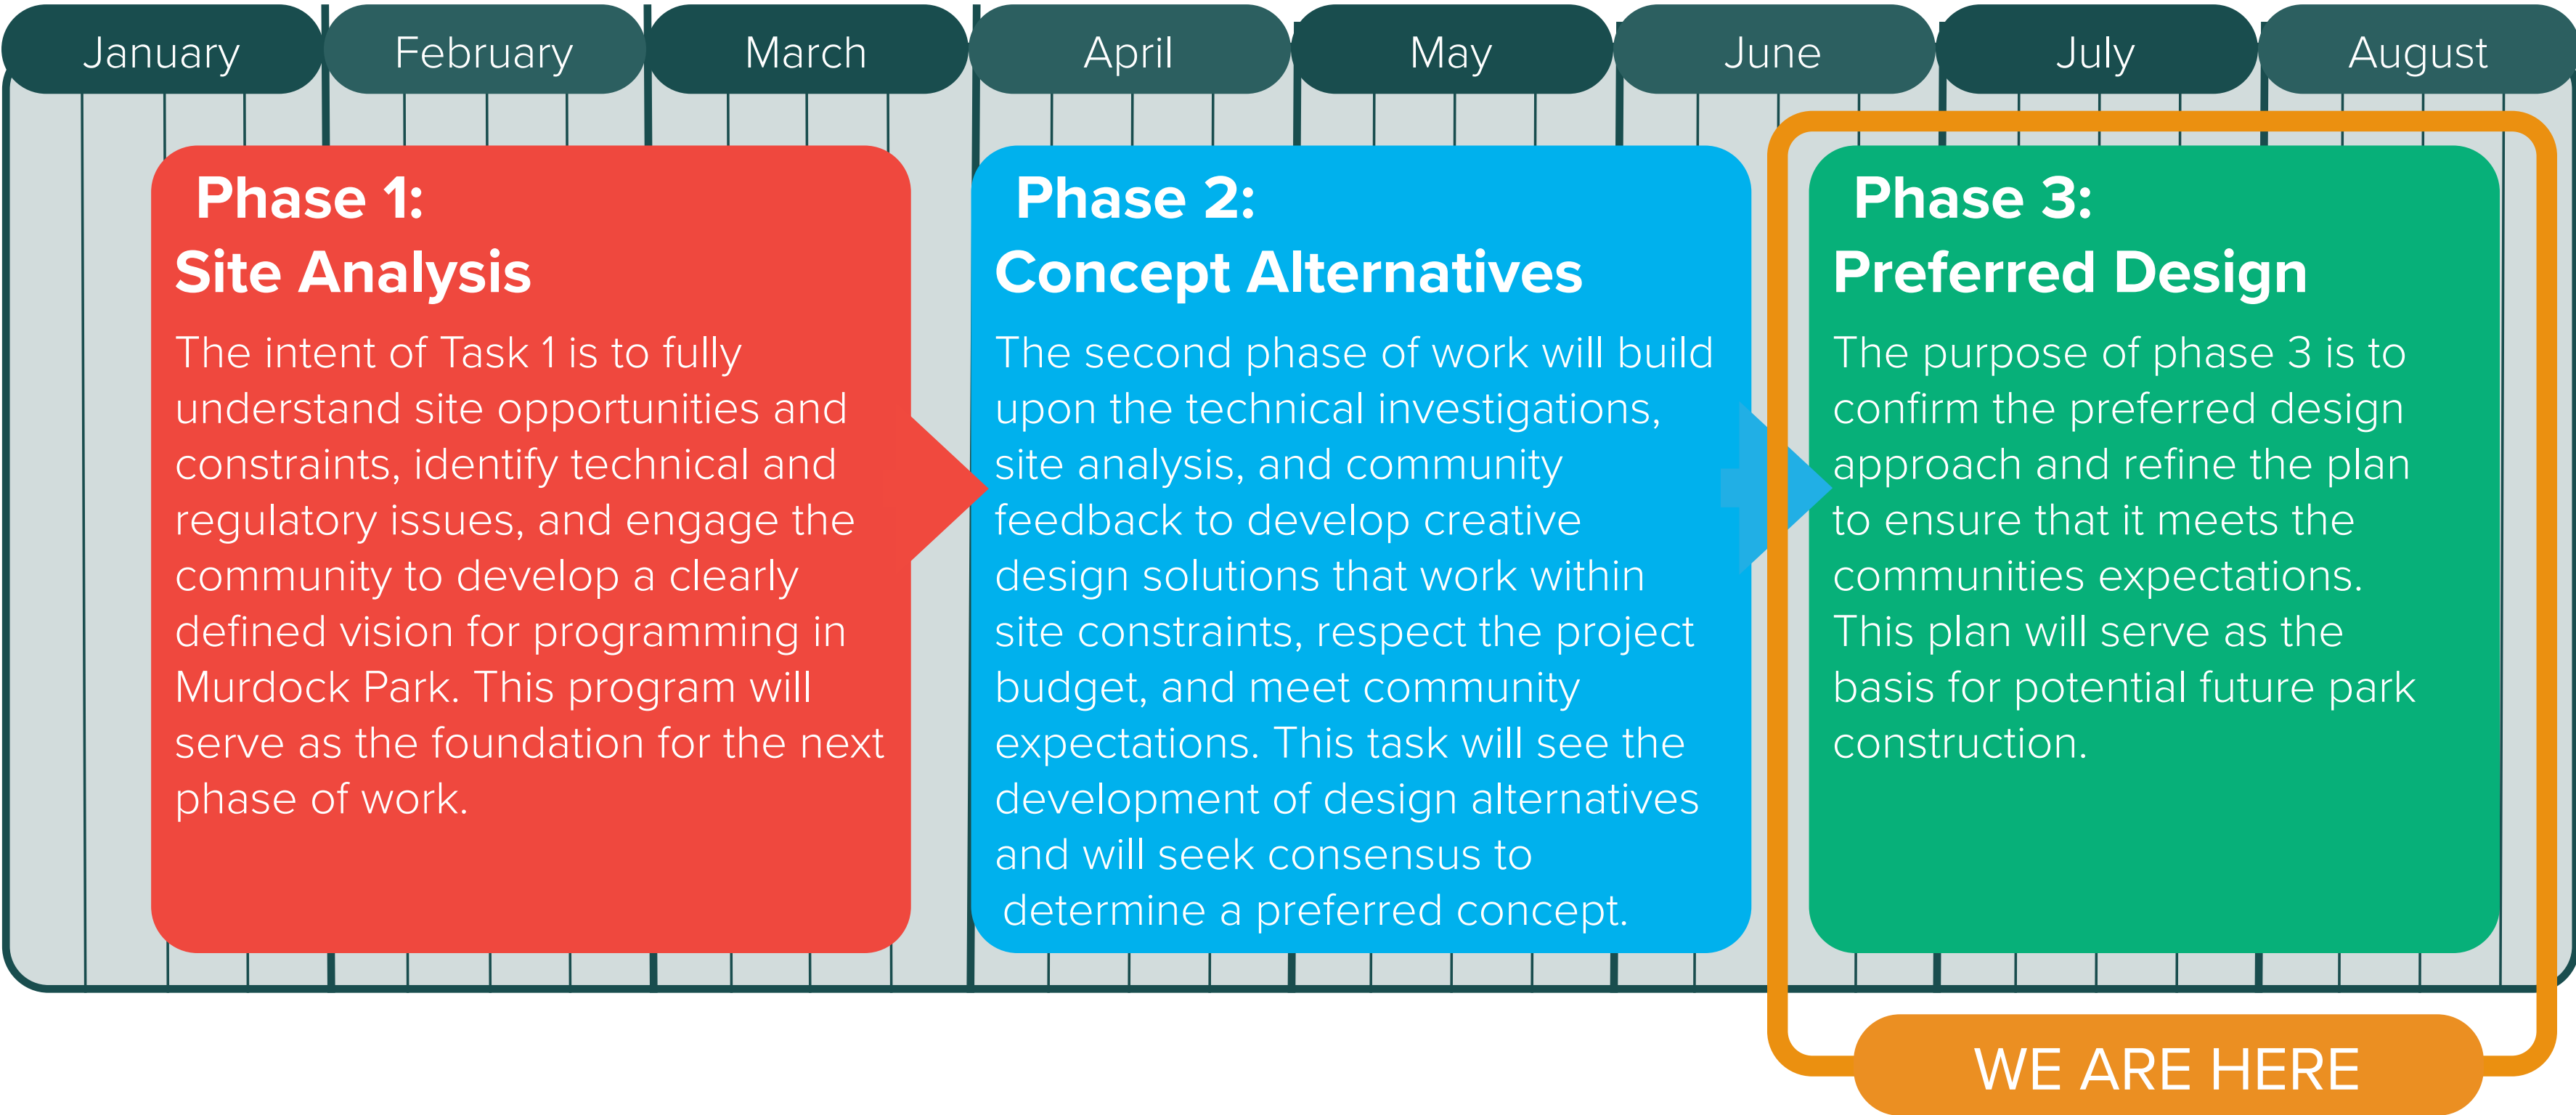 January
February
March
April
May
June
July
August
Phase 1:
Site Analysis
The intent of Task 1 is to fully
understand site opportunities and
constraints, identify technical and
regulatory issues, and engage the
community to develop a clearly
defined vision for programming in
Murdock Park. This program will
serve as the foundation for the next
phase of work.
Phase 2:
Concept Alternatives
The second phase of work will build
upon the technical investigations,
site analysis, and community
feedback to develop creative
design solutions that work within
site constraints, respect the project
budget, and meet community
expectations. This task will see the
development of design alternatives
and will seek consensus to
determine a preferred concept.
Phase 3:
Preferred Design
The purpose of phase 3 is to
confirm the preferred design
approach and refine the plan
to ensure that it meets the
communities expectations.
This plan will serve as the
basis for potential future park
construction.
WE ARE HERE